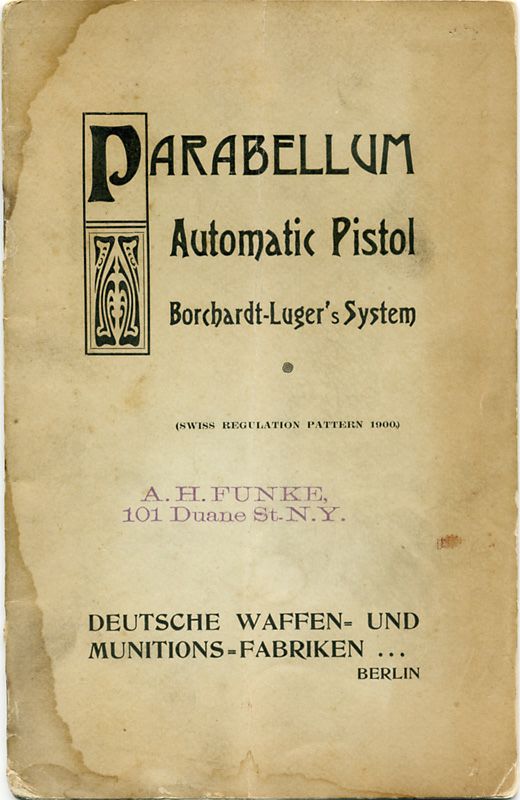 PARABELLUM
Automatic Pistol
Borchardt-Luger's System
(SWISS REGULATION PATTERN 1900.)
A. H. FUNKE,
101 Duane St. N.Y.
DEUTSCHE WAFFEN= UND
MUNITIONS=FABRIKEN ...
BERLIN